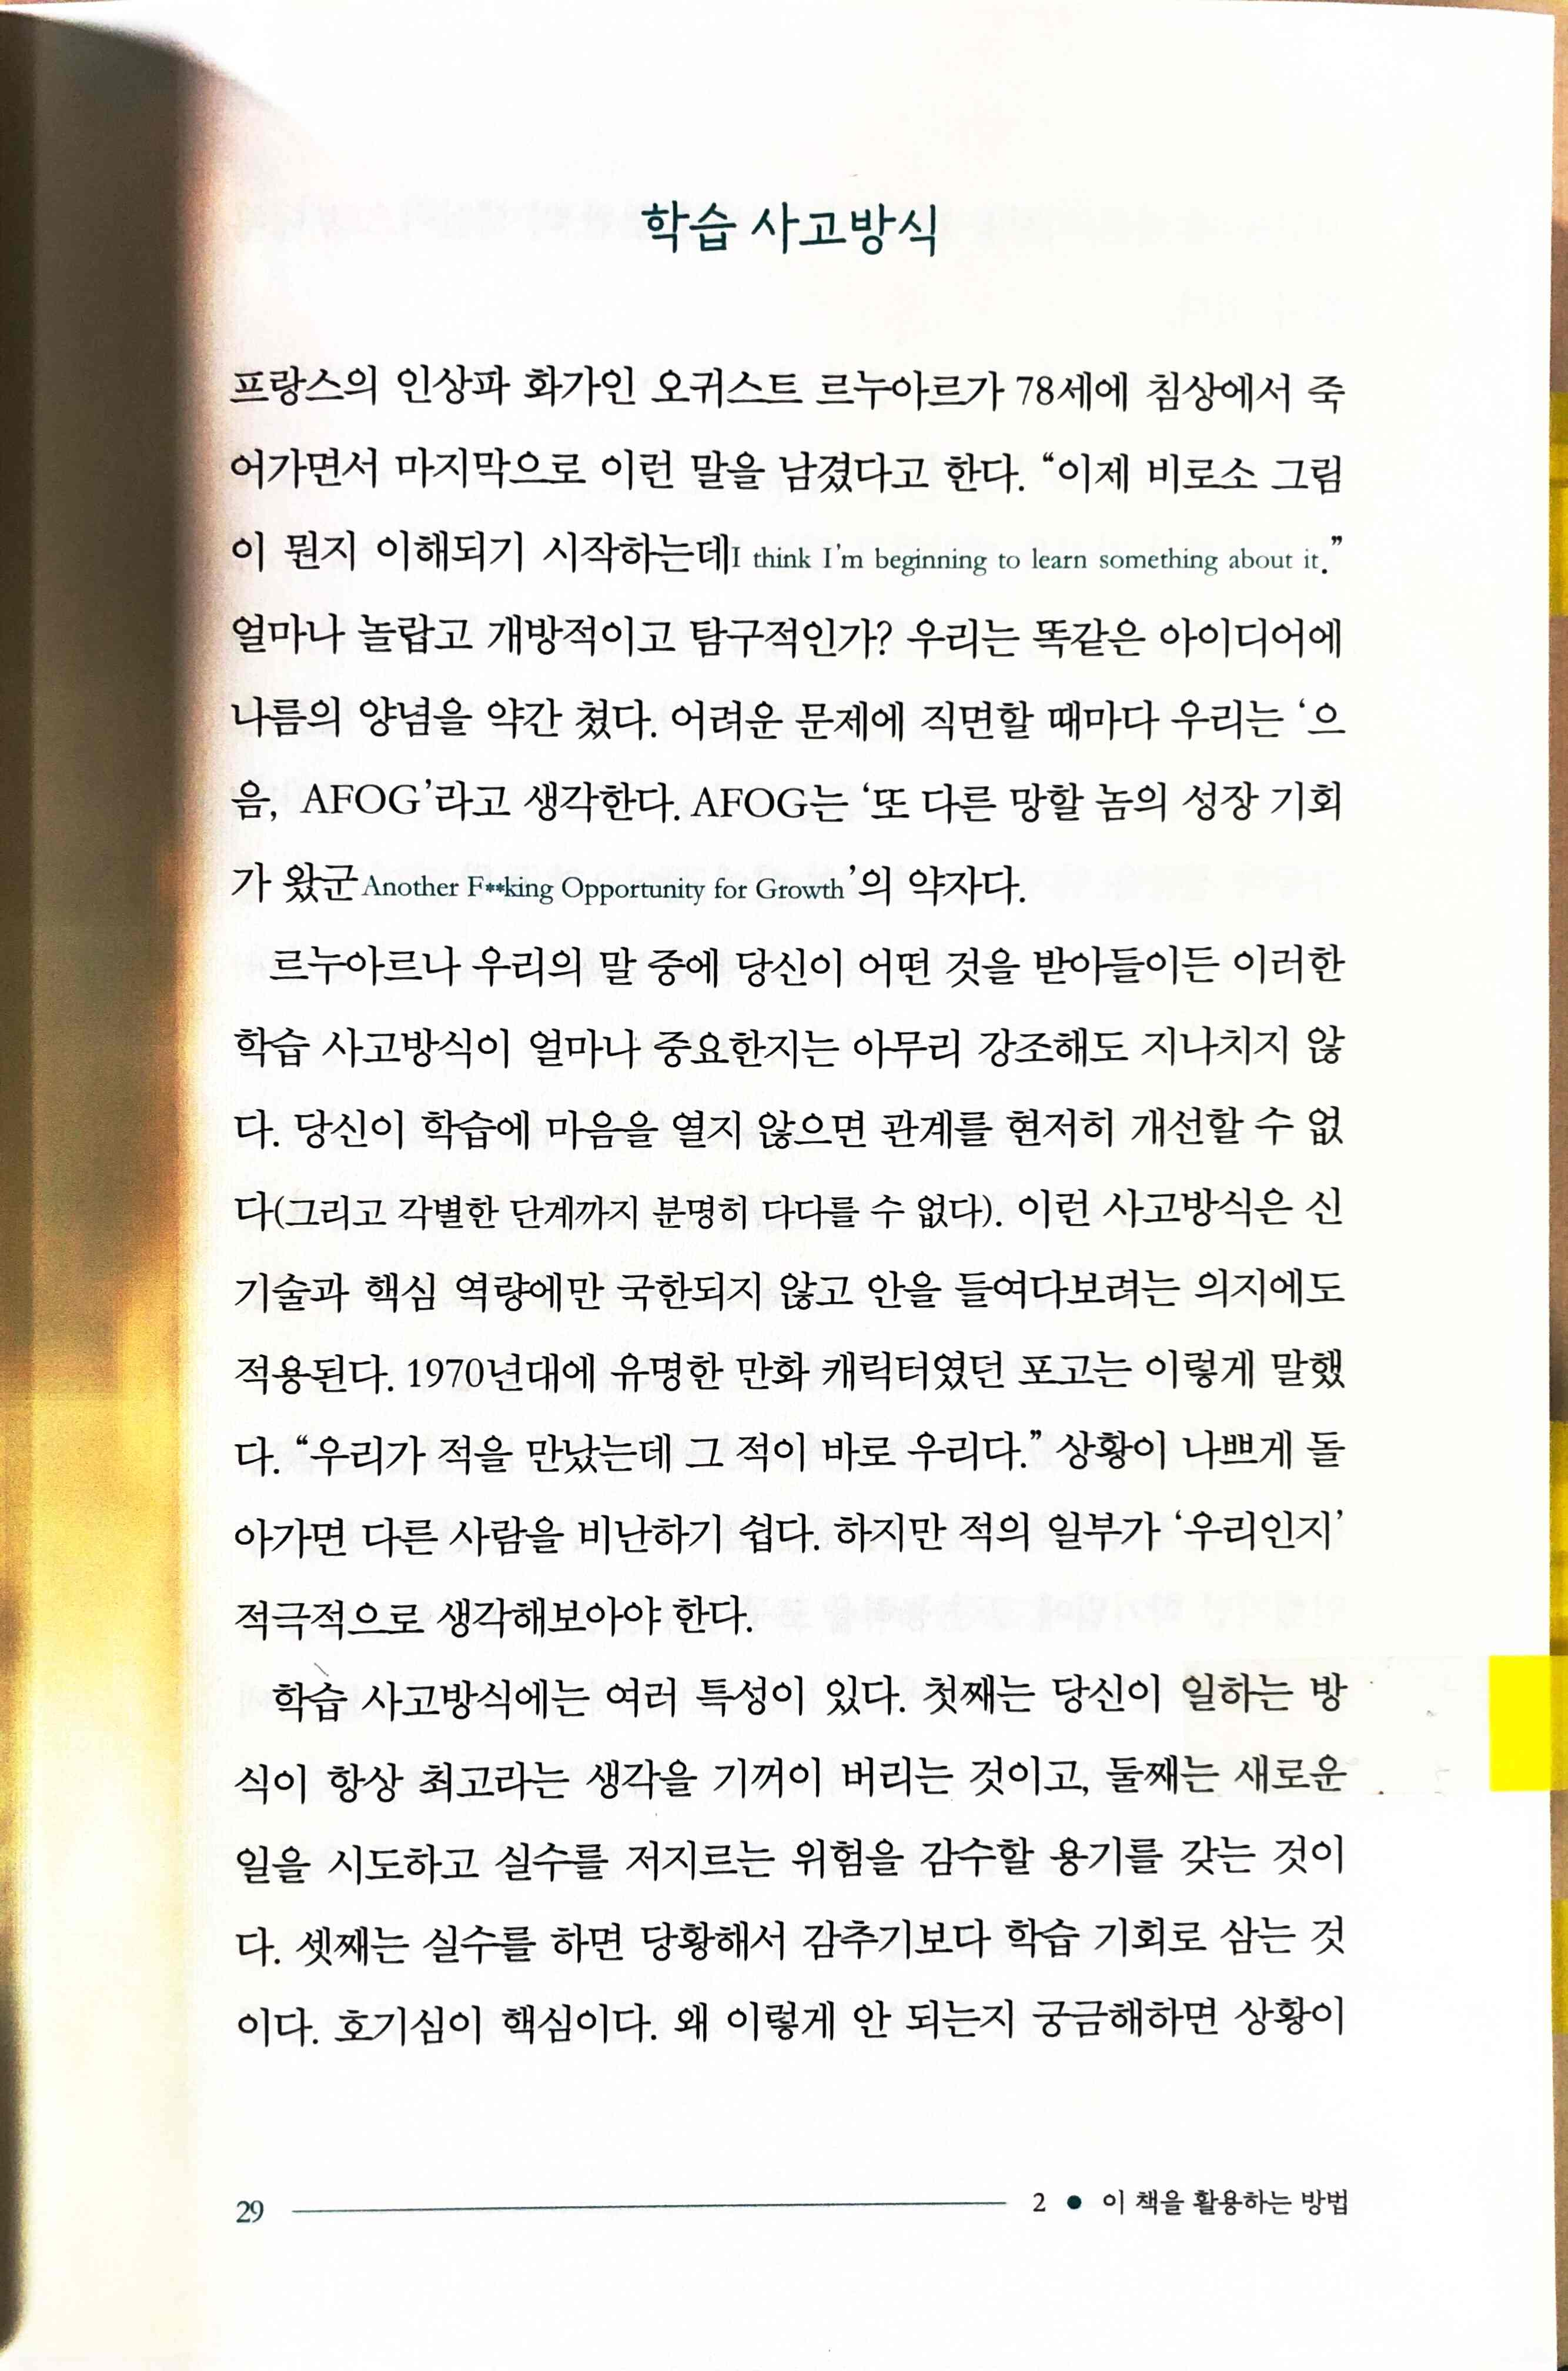 학습 사고방식
프랑스의 인상파 화가인 오귀스트 르누아르가 78세에 침상에서 죽
어가면서 마지막으로 이런 말을 남겼다고 한다. “이제 비로소 그림
이 뭔지 이해되기 시작하는데I think I’m beginning to learn something about it.”
얼마나 놀랍고 개방적이고 탐구적인가? 우리는 똑같은 아이디어에
나름의 양념을 약간 쳤다. 어려운 문제에 직면할 때마다 우리는 ‘으
음, AFOG’라고 생각한다. AFOG는 ‘또 다른 망할 놈의 성장 기회
가 왔군Another F**king Opportunity for Growth’의 약자다.
르누아르나 우리의 말 중에 당신이 어떤 것을 받아들이든 이러한
학습 사고방식이 얼마나 중요한지는 아무리 강조해도 지나치지 않
다. 당신이 학습에 마음을 열지 않으면 관계를 현저히 개선할 수 없
다(그리고 각별한 단계까지 분명히 다다를 수 없다). 이런 사고방식은 신
기술과 핵심 역량에만 국한되지 않고 안을 들여다보려는 의지에도
적용된다. 1970년대에 유명한 만화 캐릭터였던 포고는 이렇게 말했
다. “우리가 적을 만났는데 그 적이 바로 우리다.” 상황이 나쁘게 돌
아가면 다른 사람을 비난하기 쉽다. 하지만 적의 일부가 ‘우리인지’
적극적으로 생각해보아야 한다.
학습 사고방식에는 여러 특성이 있다. 첫째는 당신이 일하는 방
식이 항상 최고라는 생각을 기꺼이 버리는 것이고, 둘째는 새로운
일을 시도하고 실수를 저지르는 위험을 감수할 용기를 갖는 것이
다. 셋째는 실수를 하면 당황해서 감추기보다 학습 기회로 삼는 것
이다. 호기심이 핵심이다. 왜 이렇게 안 되는지 궁금해하면 상황이
29 2 ● 이 책을 활용하는 방법